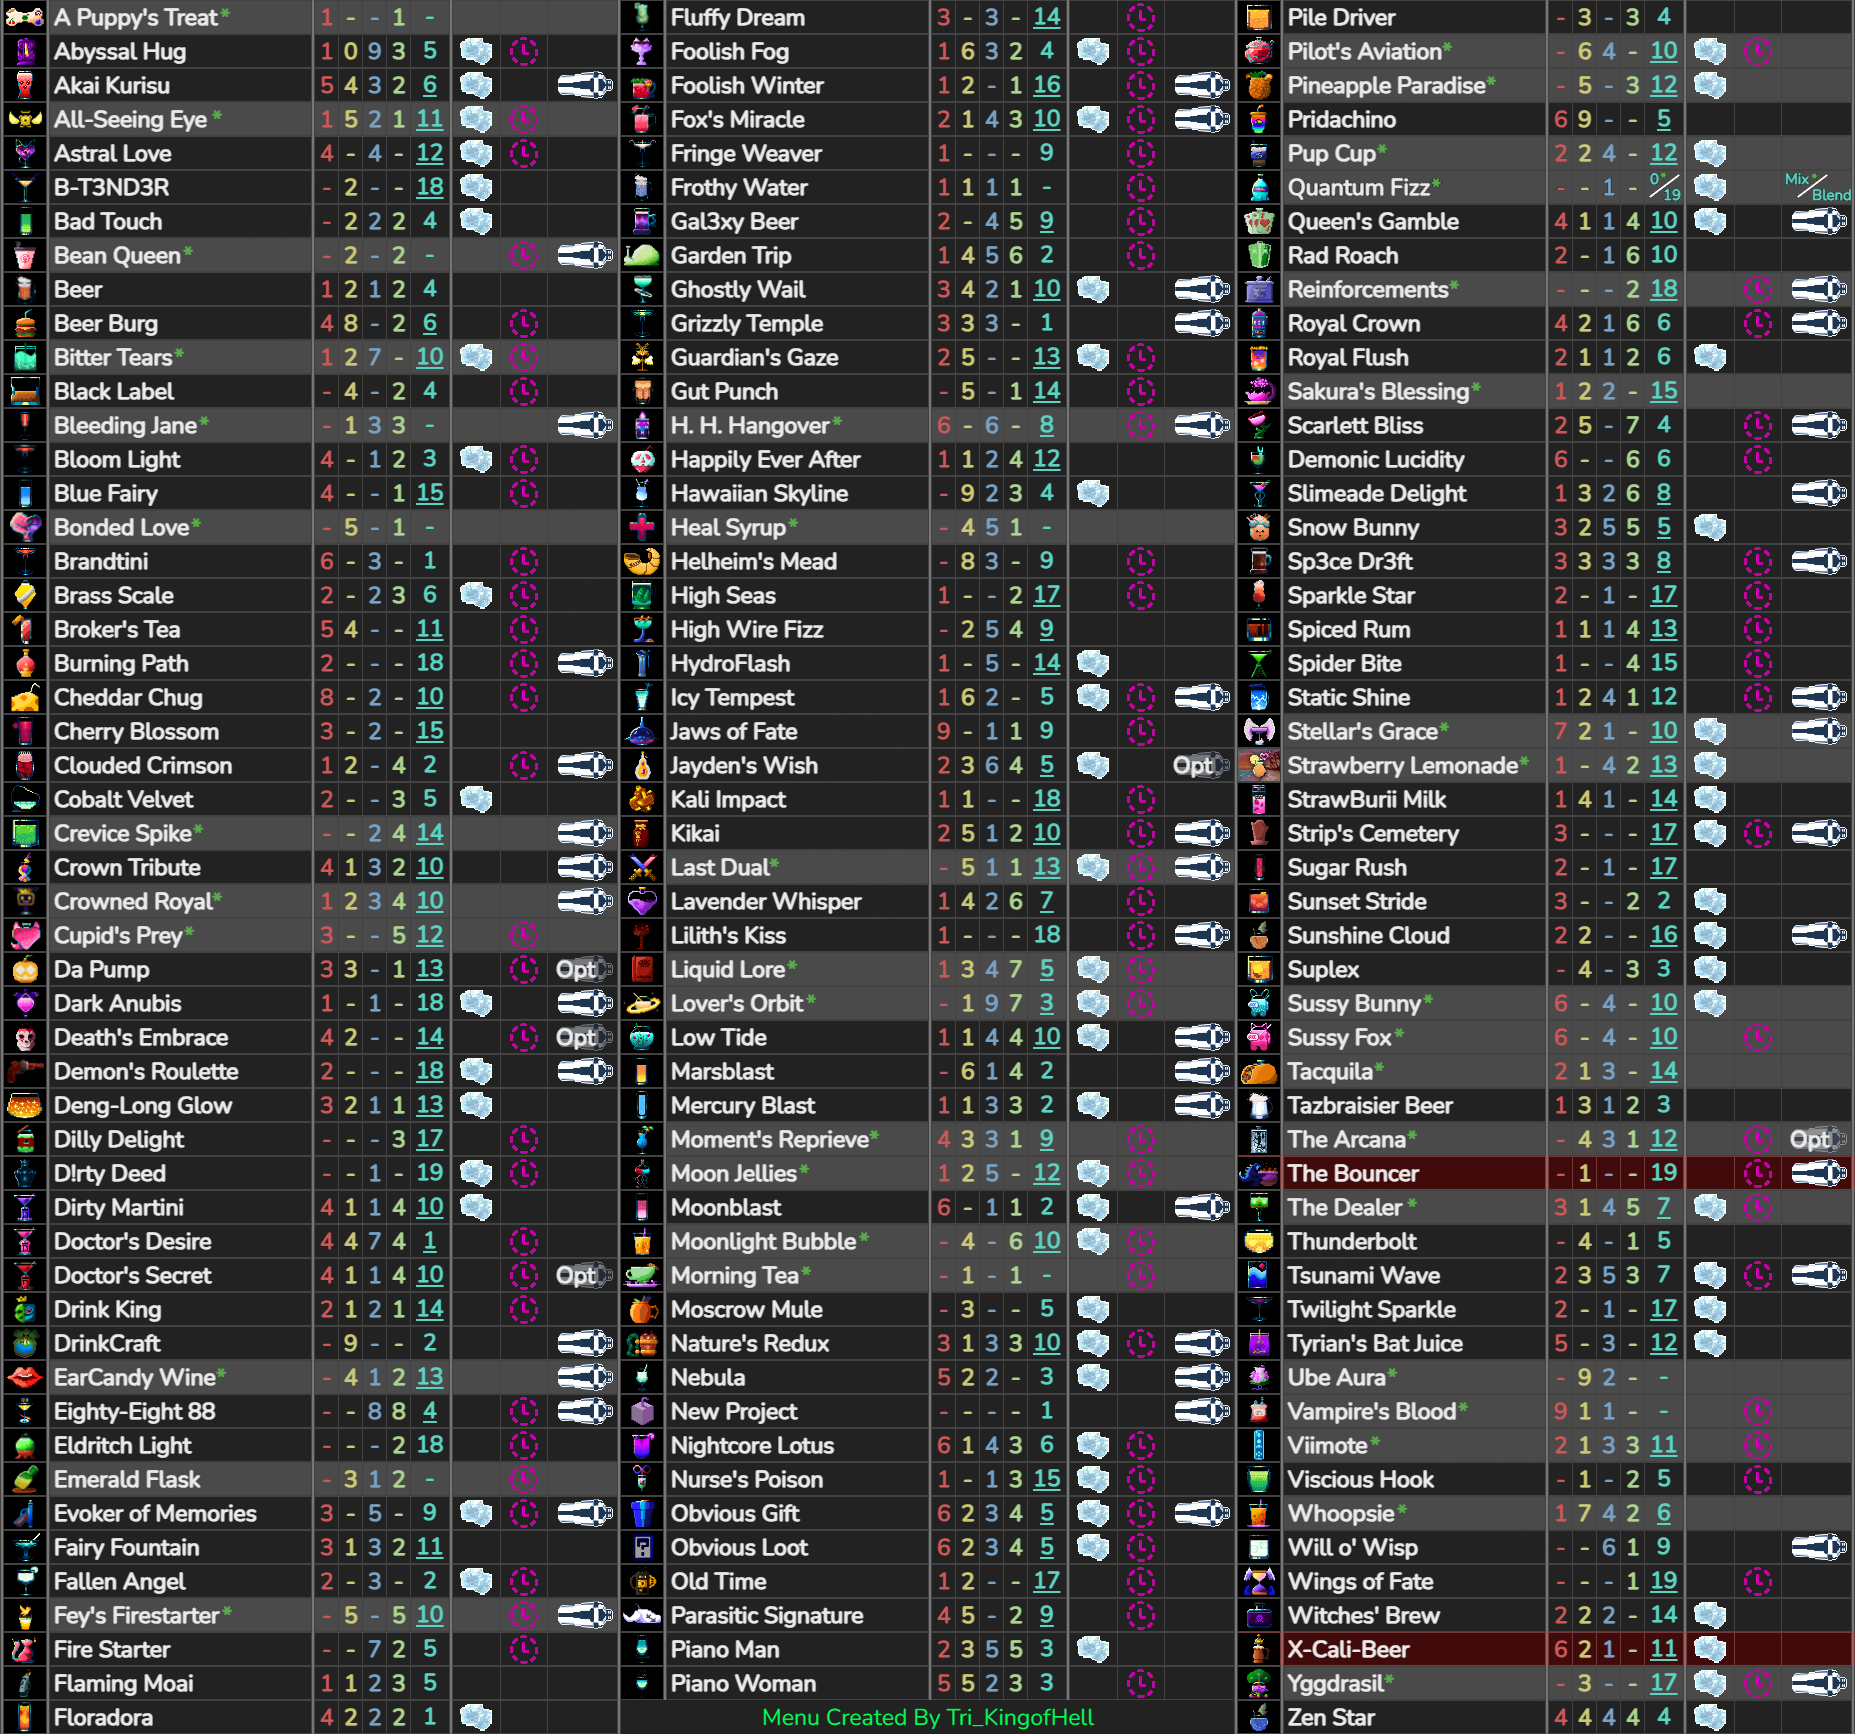 A Puppy's Treat* 1 - - 1 -
Abyssal Hug 1 0 9 3 5
Akai Kurisu 5 4 3 2 6
All-Seeing Eye * 1 5 2 1 11
Astral Love 4 - 4 - 12
B-T3ND3R - 2 - - 18
Bad Touch - 2 2 2 4
Bean Queen* - 2 - 2 -
Beer 1 2 1 2 4
Beer Burg 4 8 - 2 6
Bitter Tears* 1 2 7 - 10
Black Label - 4 - 2 4
Bleeding Jane* - 1 3 3 -
Bloom Light 4 - 1 2 3
Blue Fairy 4 - - 1 15
Bonded Love* - 5 - 1 -
Brandtini 6 - 3 - 1
Brass Scale 2 - 2 3 6
Broker's Tea 5 4 - - 11
Burning Path 2 - - - 18
Cheddar Chug 8 - 2 - 10
Cherry Blossom 3 - 2 - 15
Clouded Crimson 1 2 - 4 2
Cobalt Velvet 2 - - 3 5
Crevice Spike* - - 2 4 14
Crown Tribute 4 1 3 2 10
Crowned Royal* 1 2 3 4 10
Cupid's Prey* 3 - - 5 12
Da Pump 3 3 - 1 13 Opt
Dark Anubis 1 - 1 - 18
Death's Embrace 4 2 - - 14 Opt
Demon's Roulette 2 - - - 18
Deng-Long Glow 3 2 1 1 13
Dilly Delight - - - 3 17
D!rty Deed - - 1 - 19
Dirty Martini 4 1 1 4 10
Doctor's Desire 4 4 7 4 1
Doctor's Secret 4 1 1 4 10 Opt
Drink King 2 1 2 1 14
DrinkCraft - 9 - - 2
EarCandy Wine* - 4 1 2 13
Eighty-Eight 88 - - 8 8 4
Eldritch Light - - - 2 18
Emerald Flask - 3 1 2 -
Evoker of Memories 3 - 5 - 9
Fairy Fountain 3 1 3 2 11
Fallen Angel 2 - 3 - 2
Fey's Firestarter* - 5 - 5 10
Fire Starter - - 7 2 5
Flaming Moai 1 1 2 3 5
Floradora 4 2 2 2 1
Fluffy Dream 3 - 3 - 14
Foolish Fog 1 6 3 2 4
Foolish Winter 1 2 - 1 16
Fox's Miracle 2 1 4 3 10
Fringe Weaver 1 - - - 9
Frothy Water 1 1 1 1 -
Gal3xy Beer 2 - 4 5 9
Garden Trip 1 4 5 6 2
Ghostly Wail 3 4 2 1 10
Grizzly Temple 3 3 3 - 1
Guardian's Gaze 2 5 - - 13
Gut Punch - 5 - 1 14
H. H. Hangover* 6 - 6 - 8
Happily Ever After 1 1 2 4 12
Hawaiian Skyline - 9 2 3 4
Heal Syrup* - 4 5 1 -
Helheim's Mead - 8 3 - 9
High Seas 1 - - 2 17
High Wire Fizz - 2 5 4 9
HydroFlash 1 - 5 - 14
Icy Tempest 1 6 2 - 5
Jaws of Fate 9 - 1 1 9
Jayden's Wish 2 3 6 4 5 Opt
Kali Impact 1 1 - - 18
Kikai 2 5 1 2 10
Last Dual* - 5 1 1 13
Lavender Whisper 1 4 2 6 7
Lilith's Kiss 1 - - - 18
Liquid Lore* 1 3 4 7 5
Lover's Orbit* - 1 9 7 3
Low Tide 1 1 4 4 10
Marsblast - 6 1 4 2
Mercury Blast 1 1 3 3 2
Moment's Reprieve* 4 3 3 1 9
Moon Jellies* 1 2 5 - 12
Moonblast 6 - 1 1 2
Moonlight Bubble* - 4 - 6 10
Morning Tea* - 1 - 1 -
Moscrow Mule - 3 - - 5
Nature's Redux 3 1 3 3 10
Nebula 5 2 2 - 3
New Project - - - - 1
Nightcore Lotus 6 1 4 3 6
Nurse's Poison 1 - 1 3 15
Obvious Gift 6 2 3 4 5
Obvious Loot 6 2 3 4 5
Old Time 1 2 - - 17
Parasitic Signature 4 5 - 2 9
Piano Man 2 3 5 5 3
Piano Woman 5 5 2 3 3
Menu Created By Tri_KingofHell
Pile Driver - 3 - 3 4
Pilot's Aviation* - 6 4 - 10
Pineapple Paradise* - 5 - 3 12
Pridachino 6 9 - - 5
Pup Cup* 2 2 4 - 12
Quantum Fizz* - - 1 - 0*/19 Mix*/Blend
Queen's Gamble 4 1 1 4 10
Rad Roach 2 - 1 6 10
Reinforcements* - - - 2 18
Royal Crown 4 2 1 6 6
Royal Flush 2 1 1 2 6
Sakura's Blessing* 1 2 2 - 15
Scarlett Bliss 2 5 - 7 4
Demonic Lucidity 6 - - 6 6
Slimeade Delight 1 3 2 6 8
Snow Bunny 3 2 5 5 5
Sp3ce Dr3ft 3 3 3 3 8
Sparkle Star 2 - 1 - 17
Spiced Rum 1 1 1 4 13
Spider Bite 1 - - 4 15
Static Shine 1 2 4 1 12
Stellar's Grace* 7 2 1 - 10
Strawberry Lemonade* 1 - 4 2 13
StrawBurii Milk 1 4 1 - 14
Strip's Cemetery 3 - - - 17
Sugar Rush 2 - 1 - 17
Sunset Stride 3 - - 2 2
Sunshine Cloud 2 2 - - 16
Suplex - 4 - 3 3
Sussy Bunny* 6 - 4 - 10
Sussy Fox* 6 - 4 - 10
Tacquila* 2 1 3 - 14
Tazbraisier Beer 1 3 1 2 3
The Arcana* - 4 3 1 12 Opt
The Bouncer - 1 - - 19
The Dealer * 3 1 4 5 7
Thunderbolt - 4 - 1 5
Tsunami Wave 2 3 5 3 7
Twilight Sparkle 2 - 1 - 17
Tyrian's Bat Juice 5 - 3 - 12
Ube Aura* - 9 2 - -
Vampire's Blood* 9 1 1 - -
Viimote* 2 1 3 3 11
Viscious Hook - 1 - 2 5
Whoopsie* 1 7 4 2 6
Will o' Wisp - - 6 1 9
Wings of Fate - - - 1 19
Witches' Brew 2 2 2 - 14
X-Cali-Beer 6 2 1 - 11
Yggdrasil* - 3 - - 17
Zen Star 4 4 4 4 4